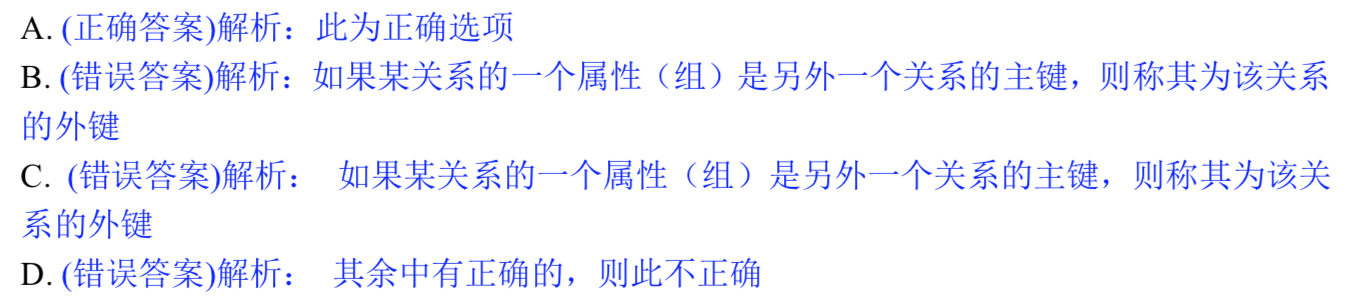 A. (正确答案)解析：此为正确选项
B. (错误答案)解析：如果某关系的一个属性（组）是另外一个关系的主键，则称其为该关系
的外键
C. (错误答案)解析： 如果某关系的一个属性（组）是另外一个关系的主键，则称其为该关
系的外键
D. (错误答案)解析： 其余中有正确的，则此不正确